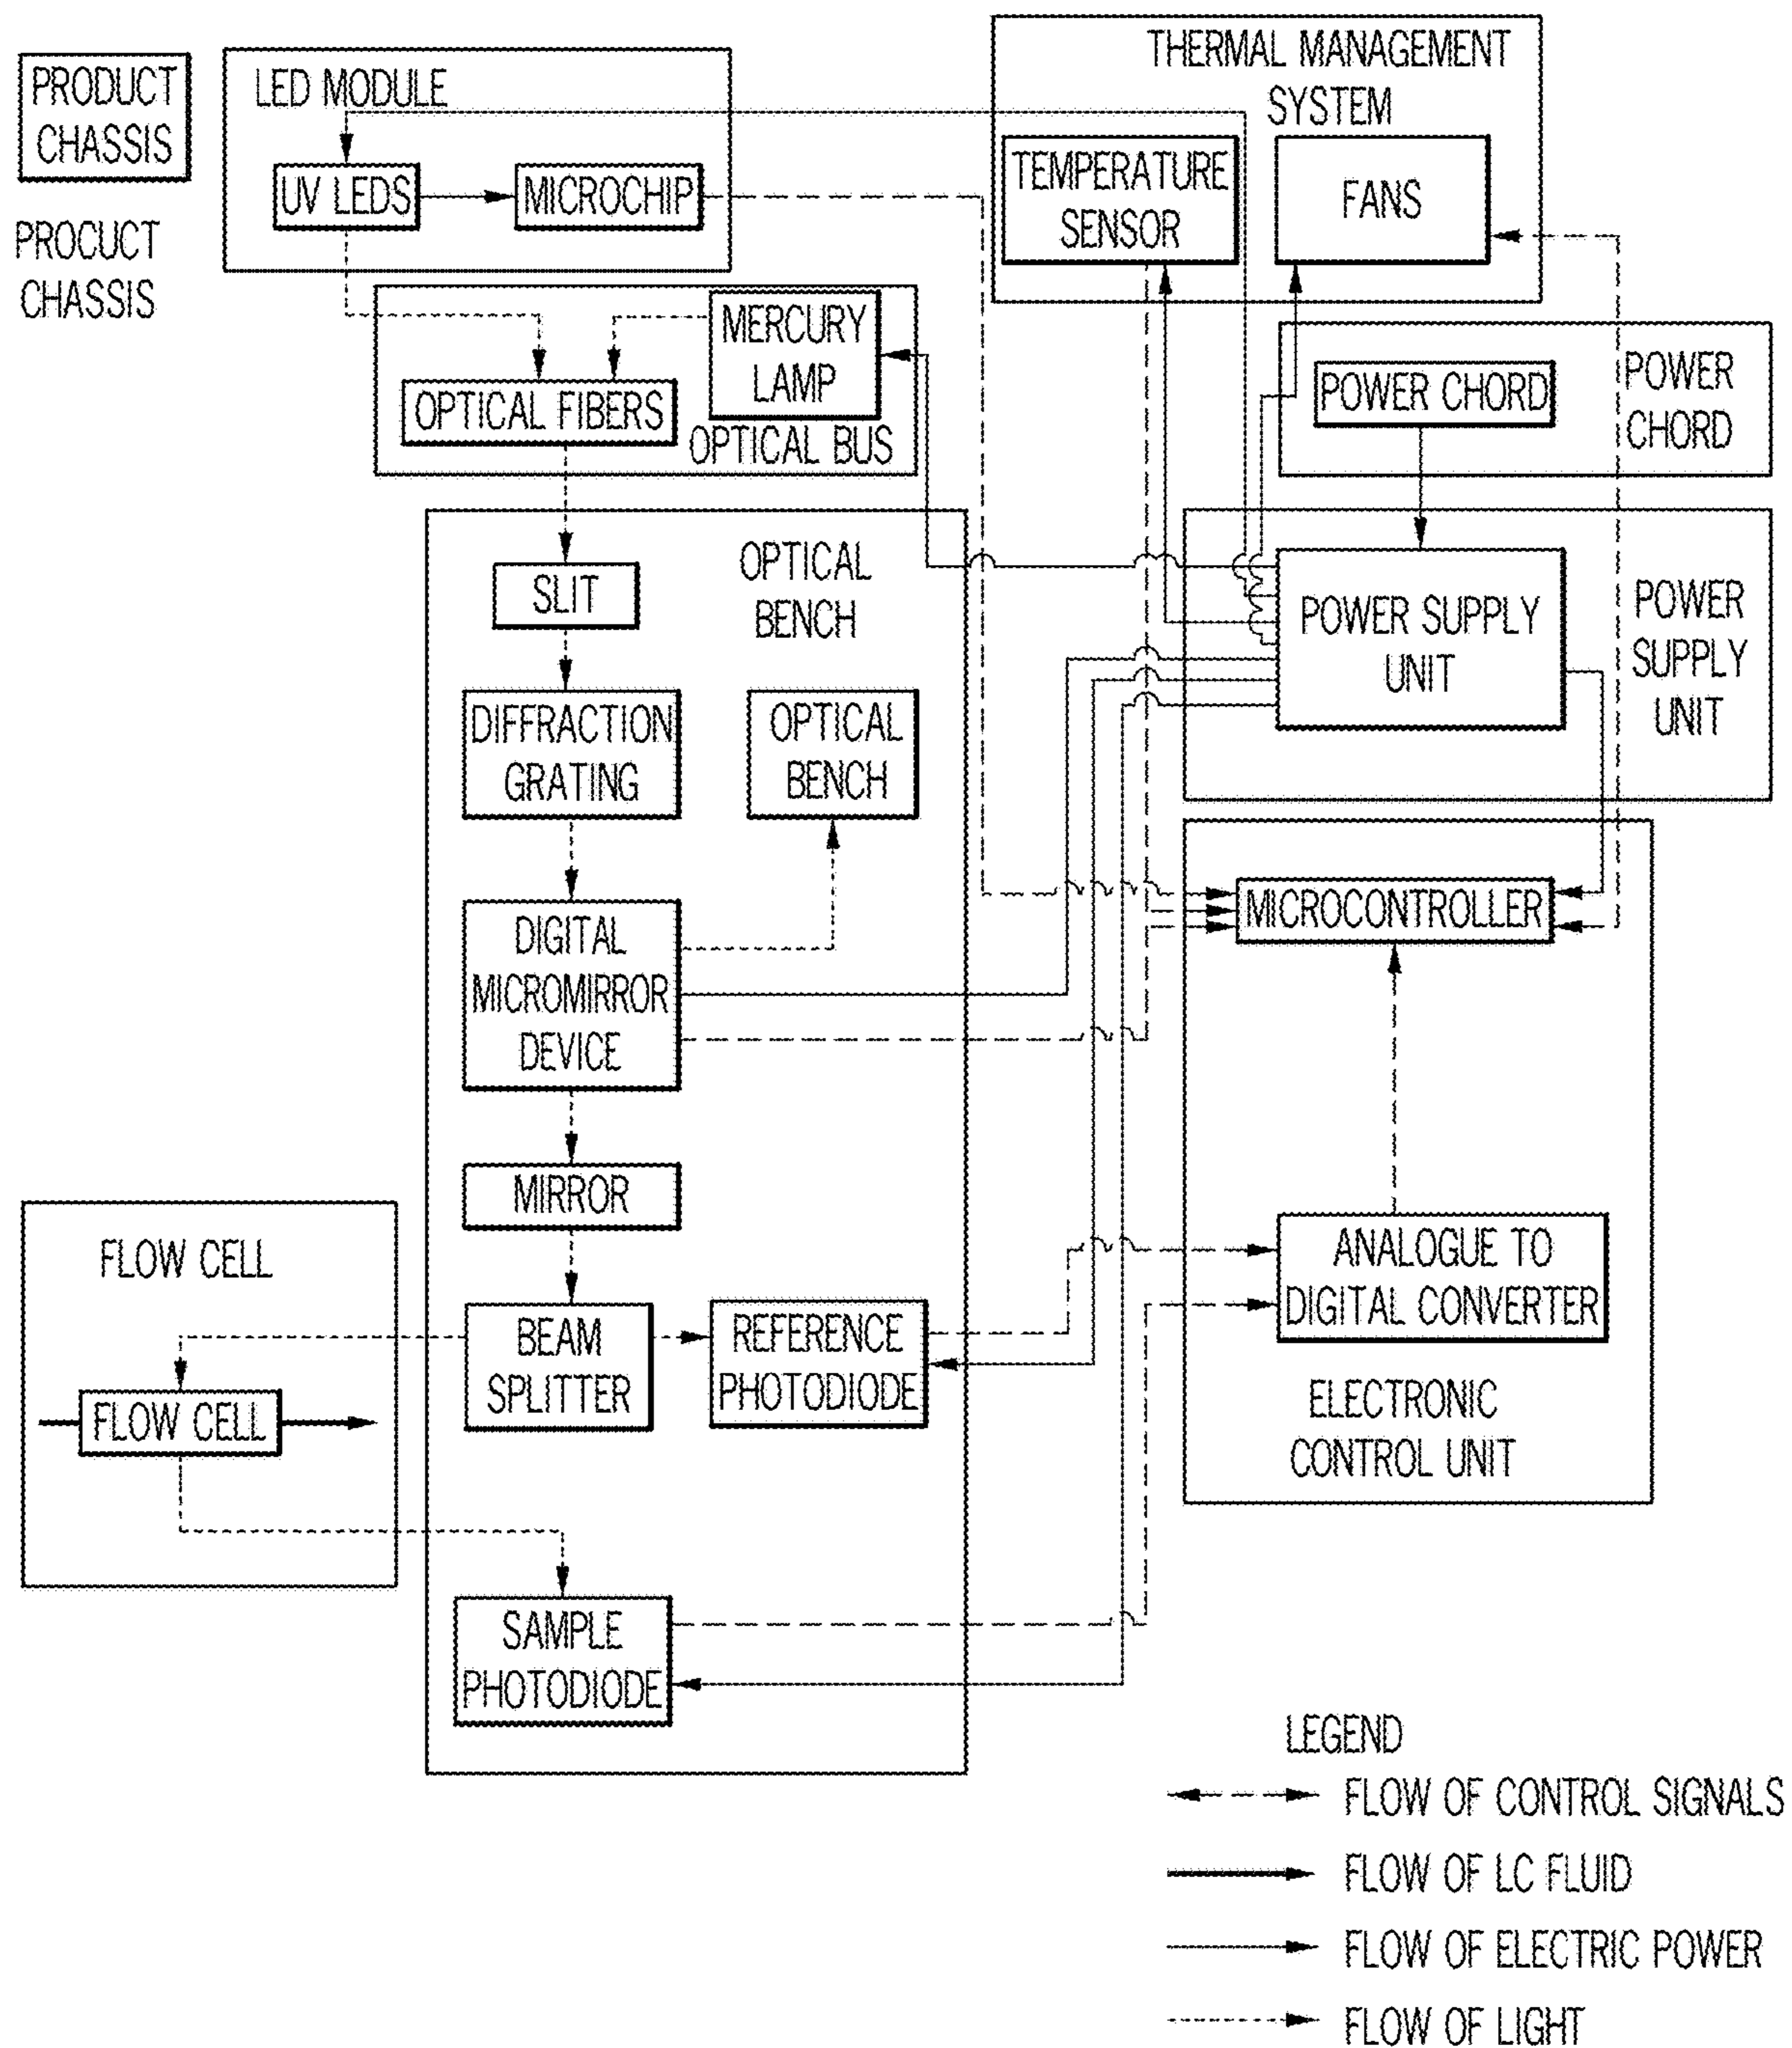 PRODUCT
CHASSIS
PROCUCT
CHASSIS
LED MODULE
UV LEDS
MICROCHIP
THERMAL MANAGEMENT
SYSTEM
TEMPERATURE
SENSOR
FANS
MERCURY
LAMP
OPTICAL FIBERS
OPTICAL BUS
POWER CHORD
POWER
CHORD
OPTICAL
BENCH
SLIT
DIFFRACTION
GRATING
OPTICAL
BENCH
POWER SUPPLY
UNIT
POWER
SUPPLY
UNIT
DIGITAL
MICROMIRROR
DEVICE
MICROCONTROLLER
MIRROR
FLOW CELL
BEAM
SPLITTER
REFERENCE
PHOTODIODE
ANALOGUE TO
DIGITAL CONVERTER
FLOW CELL
ELECTRONIC
CONTROL UNIT
SAMPLE
PHOTODIODE
LEGEND
FLOW OF CONTROL SIGNALS
FLOW OF LC FLUID
FLOW OF ELECTRIC POWER
FLOW OF LIGHT